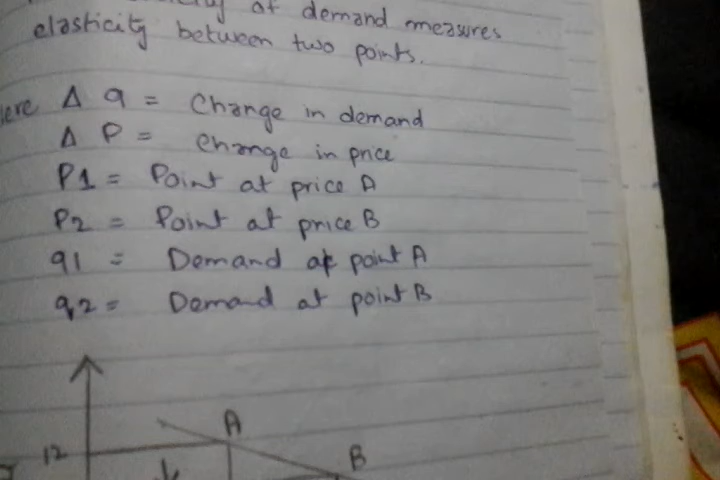 of demand measures
elasticity between two points.
Δ q = Change in demand
Δ P = Change in price
P1 = Point at price A
P2 = Point at price B
q1 = Demand at point A
q2 = Demand at point B
A
12
B